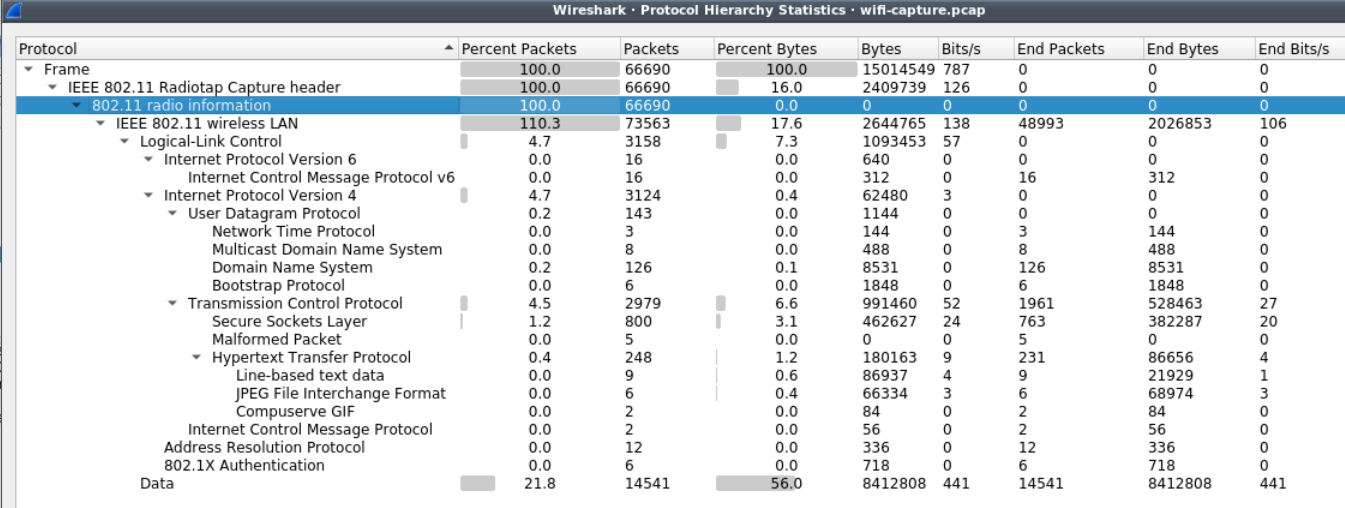 Wireshark · Protocol Hierarchy Statistics · wifi-capture.pcap
Protocol Percent Packets Packets Percent Bytes Bytes Bits/s End Packets End Bytes End Bits/s
Frame 100.0 66690 100.0 15014549 787 0 0 0
IEEE 802.11 Radiotap Capture header 100.0 66690 16.0 2409739 126 0 0 0
802.11 radio information 100.0 66690 0.0 0 0 0 0 0
IEEE 802.11 wireless LAN 110.3 73563 17.6 2644765 138 48993 2026853 106
Logical-Link Control 4.7 3158 7.3 1093453 57 0 0 0
Internet Protocol Version 6 0.0 16 0.0 640 0 0 0 0
Internet Control Message Protocol v6 0.0 16 0.0 312 0 16 312 0
Internet Protocol Version 4 4.7 3124 0.4 62480 3 0 0 0
User Datagram Protocol 0.2 143 0.0 1144 0 0 0 0
Network Time Protocol 0.0 3 0.0 144 0 3 144 0
Multicast Domain Name System 0.0 8 0.0 488 0 8 488 0
Domain Name System 0.2 126 0.1 8531 0 126 8531 0
Bootstrap Protocol 0.0 6 0.0 1848 0 6 1848 0
Transmission Control Protocol 4.5 2979 6.6 991460 52 1961 528463 27
Secure Sockets Layer 1.2 800 3.1 462627 24 763 382287 20
Malformed Packet 0.0 5 0.0 0 0 5 0 0
Hypertext Transfer Protocol 0.4 248 1.2 180163 9 231 86656 4
Line-based text data 0.0 9 0.6 86937 4 9 21929 1
JPEG File Interchange Format 0.0 6 0.4 66334 3 6 68974 3
Compuserve GIF 0.0 2 0.0 84 0 2 84 0
Internet Control Message Protocol 0.0 2 0.0 56 0 2 56 0
Address Resolution Protocol 0.0 12 0.0 336 0 12 336 0
802.1X Authentication 0.0 6 0.0 718 0 6 718 0
Data 21.8 14541 56.0 8412808 441 14541 8412808 441